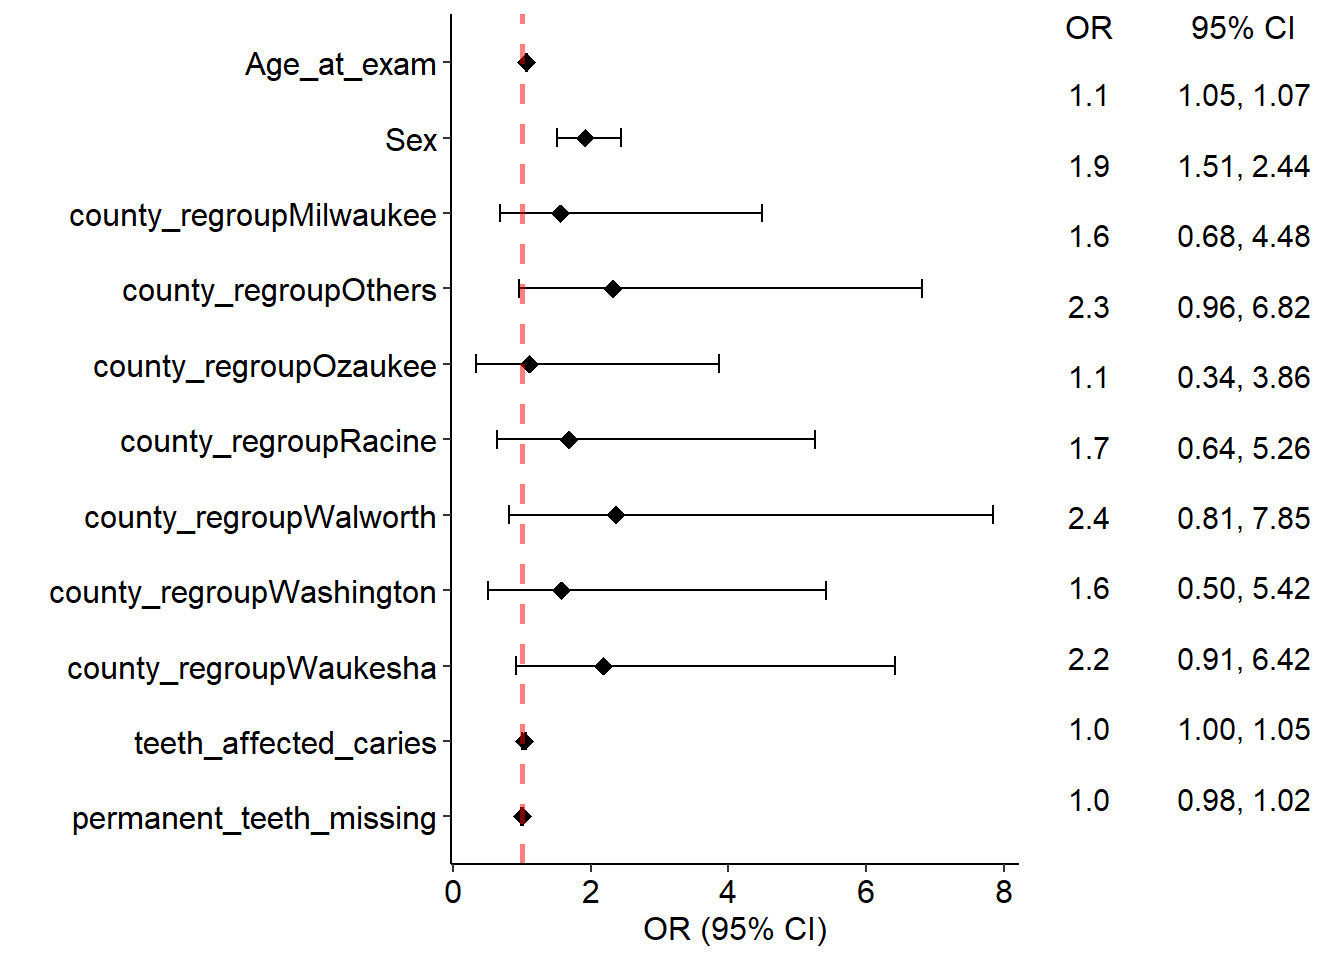 OR 95% CI
Age_at_exam 1.1 1.05, 1.07
Sex 1.9 1.51, 2.44
county_regroupMilwaukee 1.6 0.68, 4.48
county_regroupOthers 2.3 0.96, 6.82
county_regroupOzaukee 1.1 0.34, 3.86
county_regroupRacine 1.7 0.64, 5.26
county_regroupWalworth 2.4 0.81, 7.85
county_regroupWashington 1.6 0.50, 5.42
county_regroupWaukesha 2.2 0.91, 6.42
teeth_affected_caries 1.0 1.00, 1.05
permanent_teeth_missing 1.0 0.98, 1.02
0 2 4 6 8
OR (95% CI)